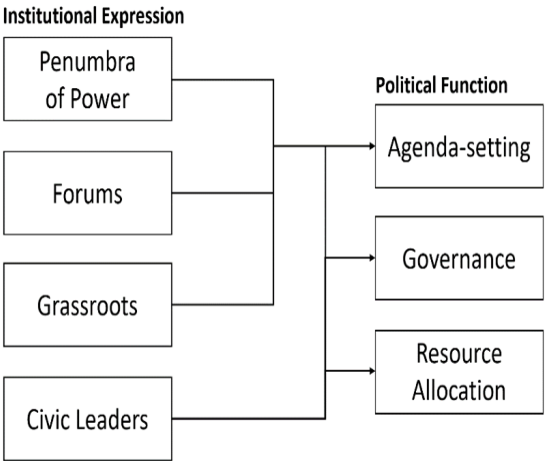 Institutional Expression
Penumbra
of Power
Forums
Grassroots
Civic Leaders
Political Function
Agenda-setting
Governance
Resource
Allocation